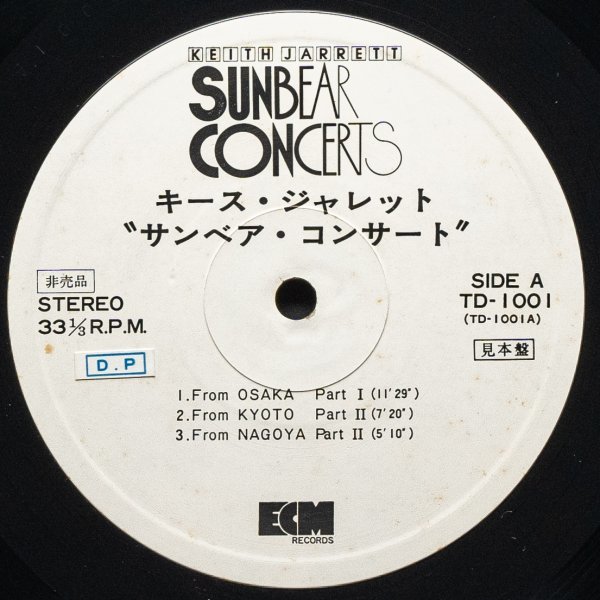 KEITH JARRETT
SUNBEAR
CONCERTS
キース・ジャレット
〝サンベア・コンサート〟
非売品
STEREO
33 1/3 R.P.M.
D.P
SIDE A
TD-1001
(TD-1001A)
見本盤
1.From OSAKA Part I (11'29")
2.From KYOTO Part II (7'20")
3.From NAGOYA Part II (5'10")
ECM
RECORDS